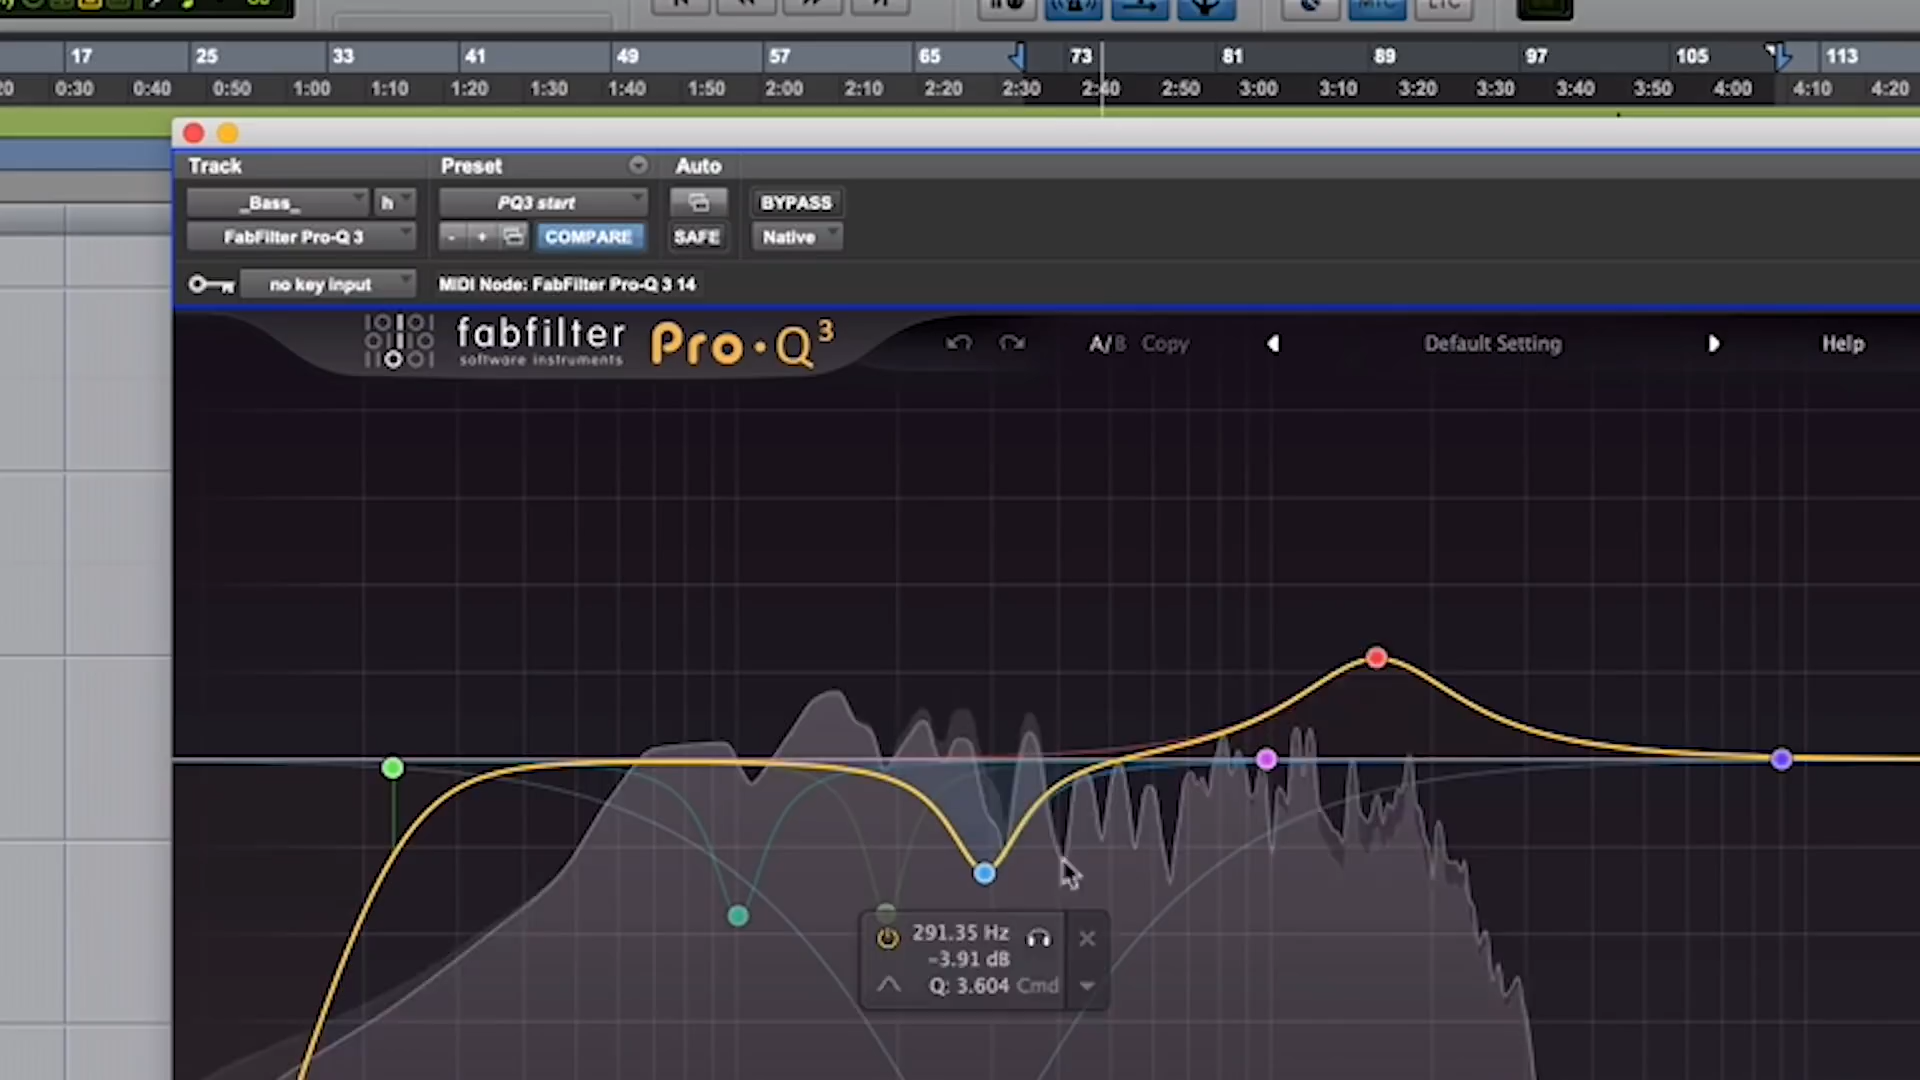 MTC LTC
17 25 33 41 49 57 65 73 81 89 97 105 113
0:30 0:40 0:50 1:00 1:10 1:20 1:30 1:40 1:50 2:00 2:10 2:20 2:30 2:40 2:50 3:00 3:10 3:20 3:30 3:40 3:50 4:00 4:10 4:20
Track Preset Auto
_Bass_ h PQ3 start BYPASS
FabFilter Pro-Q 3 - + COMPARE SAFE Native
no key input MIDI Node: FabFilter Pro-Q 3 14
fabfilter Pro·Q3 A/B Copy Default Setting Help
software instruments
291.35 Hz
-3.91 dB
Q: 3.604 Cmd